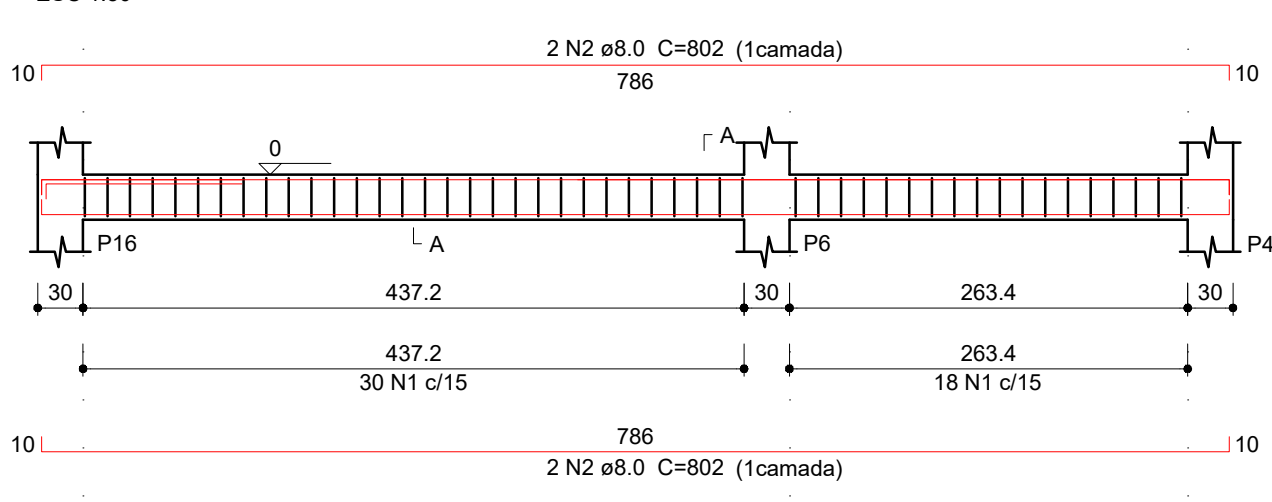 2 N2 ø8.0 C=802 (1camada)
10 10
786
A
0
P16 A P6 P4
30 437.2 30 263.4 30
437.2 263.4
30 N1 c/15 18 N1 c/15
786
10 10
2 N2 ø8.0 C=802 (1camada)